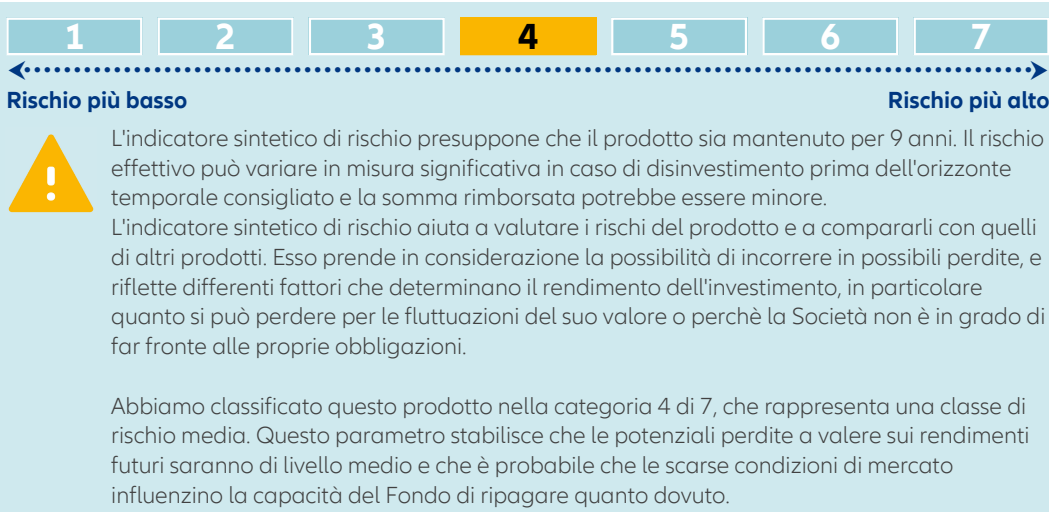 1 2 3 4 5 6 7
Rischio più basso Rischio più alto
L'indicatore sintetico di rischio presuppone che il prodotto sia mantenuto per 9 anni. Il rischio
effettivo può variare in misura significativa in caso di disinvestimento prima dell'orizzonte
temporale consigliato e la somma rimborsata potrebbe essere minore.
L'indicatore sintetico di rischio aiuta a valutare i rischi del prodotto e a compararli con quelli
di altri prodotti. Esso prende in considerazione la possibilità di incorrere in possibili perdite, e
riflette differenti fattori che determinano il rendimento dell'investimento, in particolare
quanto si può perdere per le fluttuazioni del suo valore o perchè la Società non è in grado di
far fronte alle proprie obbligazioni.
Abbiamo classificato questo prodotto nella categoria 4 di 7, che rappresenta una classe di
rischio media. Questo parametro stabilisce che le potenziali perdite a valere sui rendimenti
futuri saranno di livello medio e che è probabile che le scarse condizioni di mercato
influenzino la capacità del Fondo di ripagare quanto dovuto.